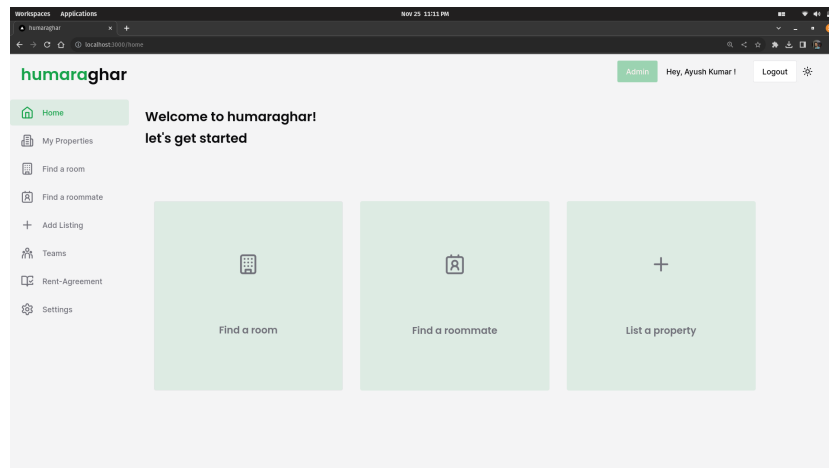 Workspaces Applications
Nov 25 11:11 PM
humaraghar
localhost:3000/home
humaraghar
Admin
Hey, Ayush Kumar !
Logout
Home
My Properties
Find a room
Find a roommate
Add Listing
Teams
Rent-Agreement
Settings
Welcome to humaraghar!
let's get started
Find a room
Find a roommate
List a property